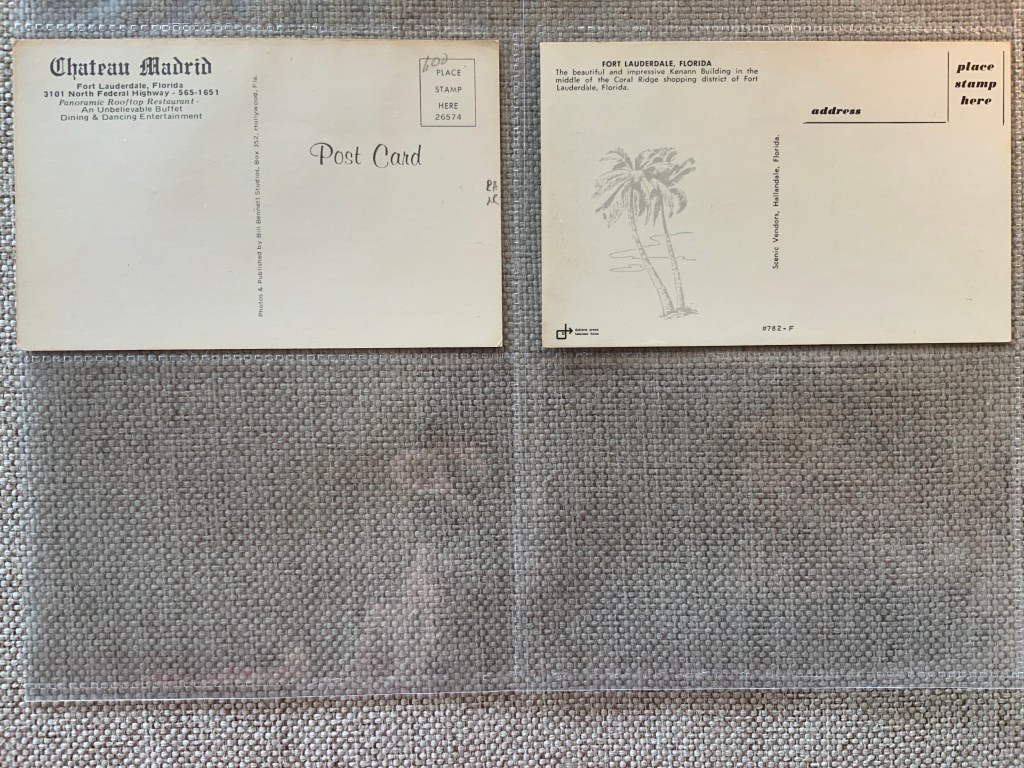 Chateau Madrid
Fort Lauderdale, Florida
3101 North Federal Highway - 565-1651
Panoramic Rooftop Restaurant -
An Unbelievable Buffet
Dining & Dancing Entertainment
Photos & Published by Bill Bennett Studios, Box 352, Hollywood, Fla.
PLACE
STAMP
HERE
26574
Post Card
FORT LAUDERDALE, FLORIDA
The beautiful and impressive Kenann Building in the
middle of the Coral Ridge shopping district of Fort
Lauderdale, Florida.
address
place
stamp
here
Scenic Vendors, Hallandale, Florida.
#782-F